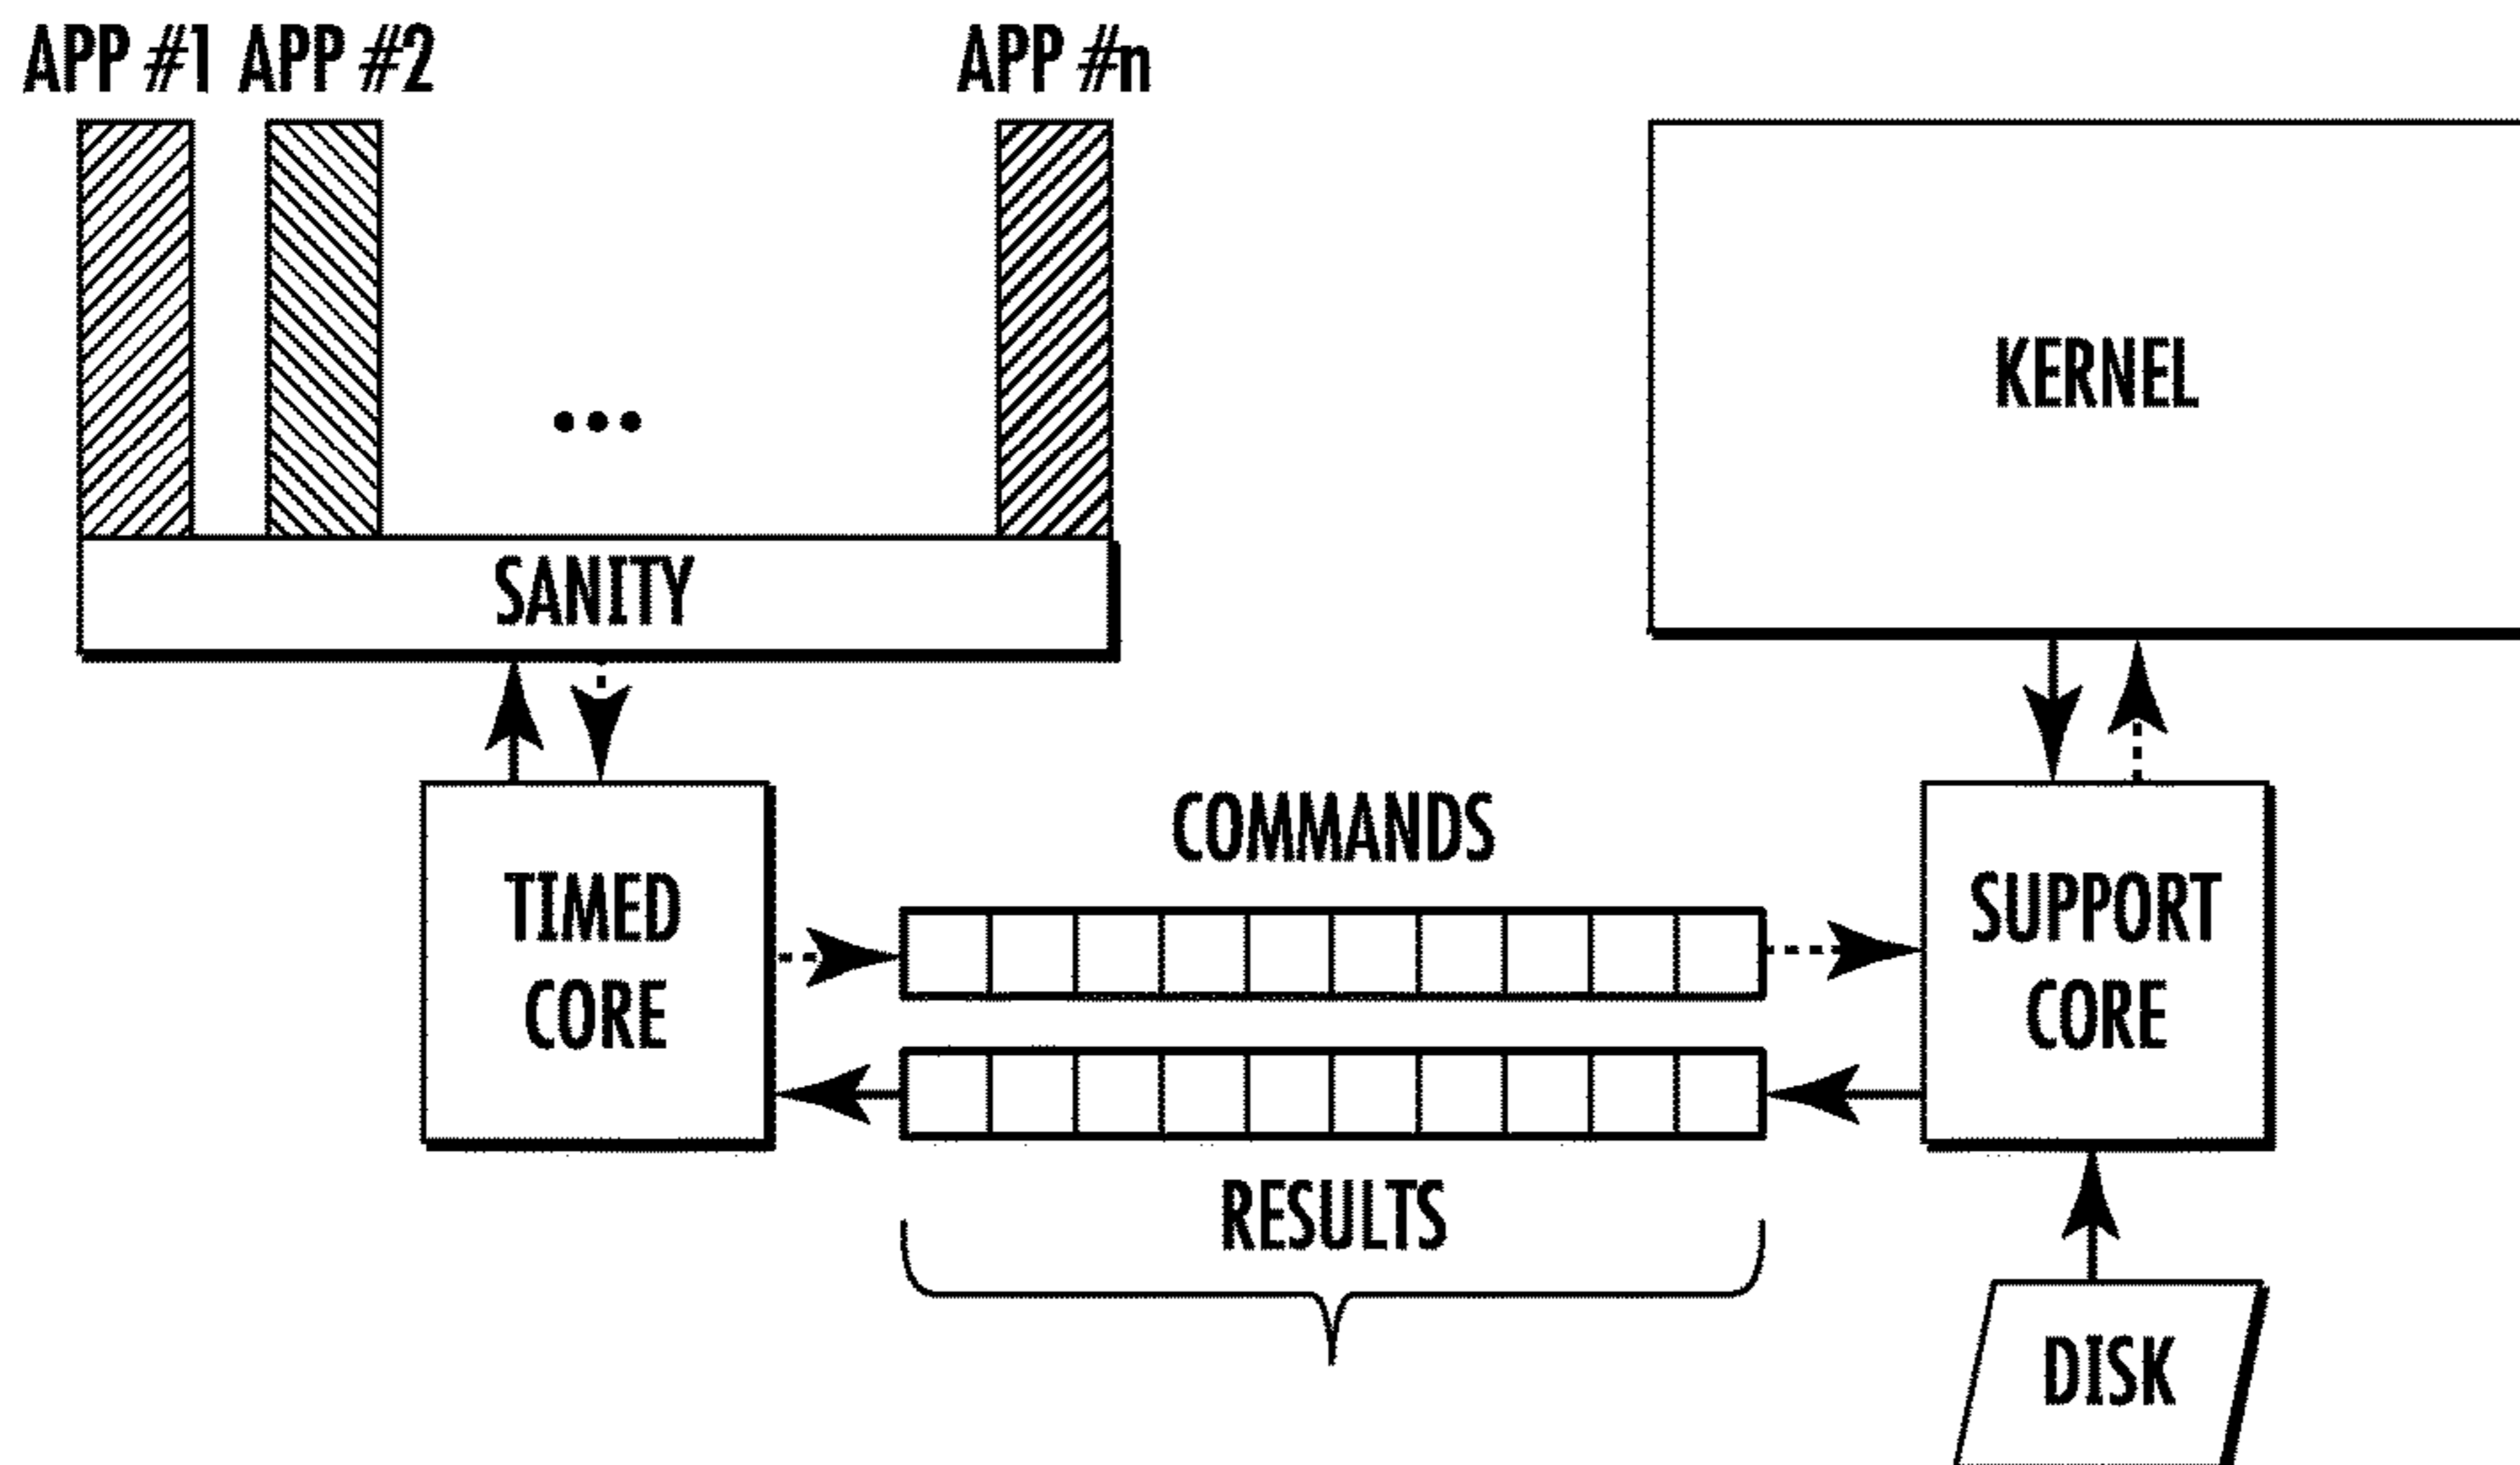 APP #1 APP #2 APP #n
KERNEL
SANITY
COMMANDS
TIMED
CORE
SUPPORT
CORE
RESULTS
DISK